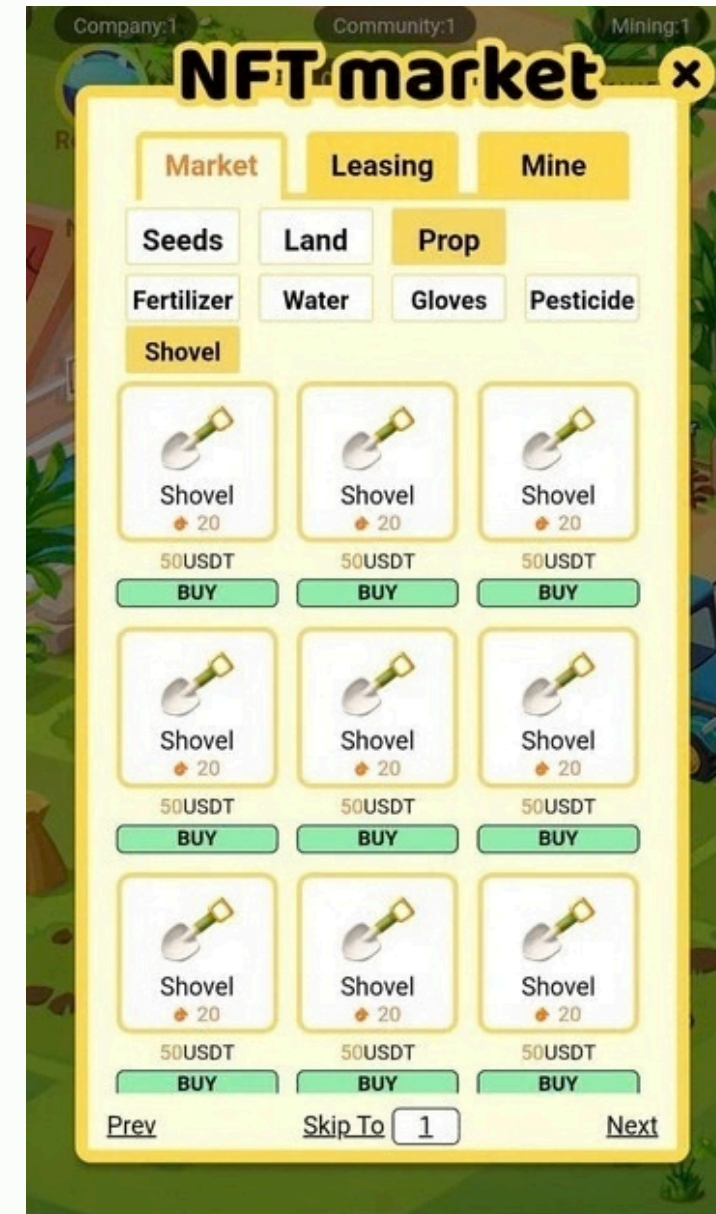 Company:1 Community:1 Mining:1
NFT market
Market Leasing Mine
Seeds Land Prop
Fertilizer Water Gloves Pesticide
Shovel
Shovel Shovel Shovel
20 20 20
50USDT 50USDT 50USDT
BUY BUY BUY
Shovel Shovel Shovel
20 20 20
50USDT 50USDT 50USDT
BUY BUY BUY
Shovel Shovel Shovel
20 20 20
50USDT 50USDT 50USDT
BUY BUY BUY
Prev Skip To 1 Next